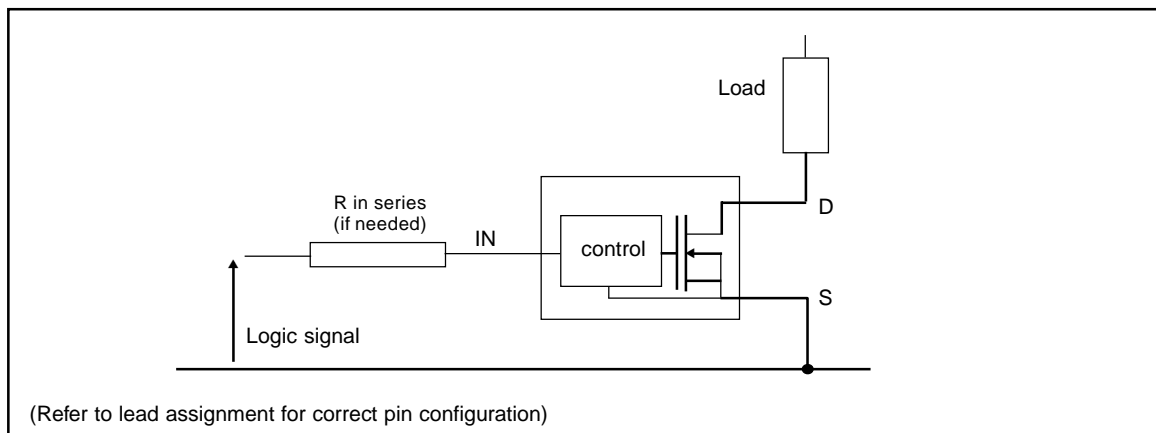 Load
R in series
(if needed)
IN
D
control
S
Logic signal
(Refer to lead assignment for correct pin configuration)